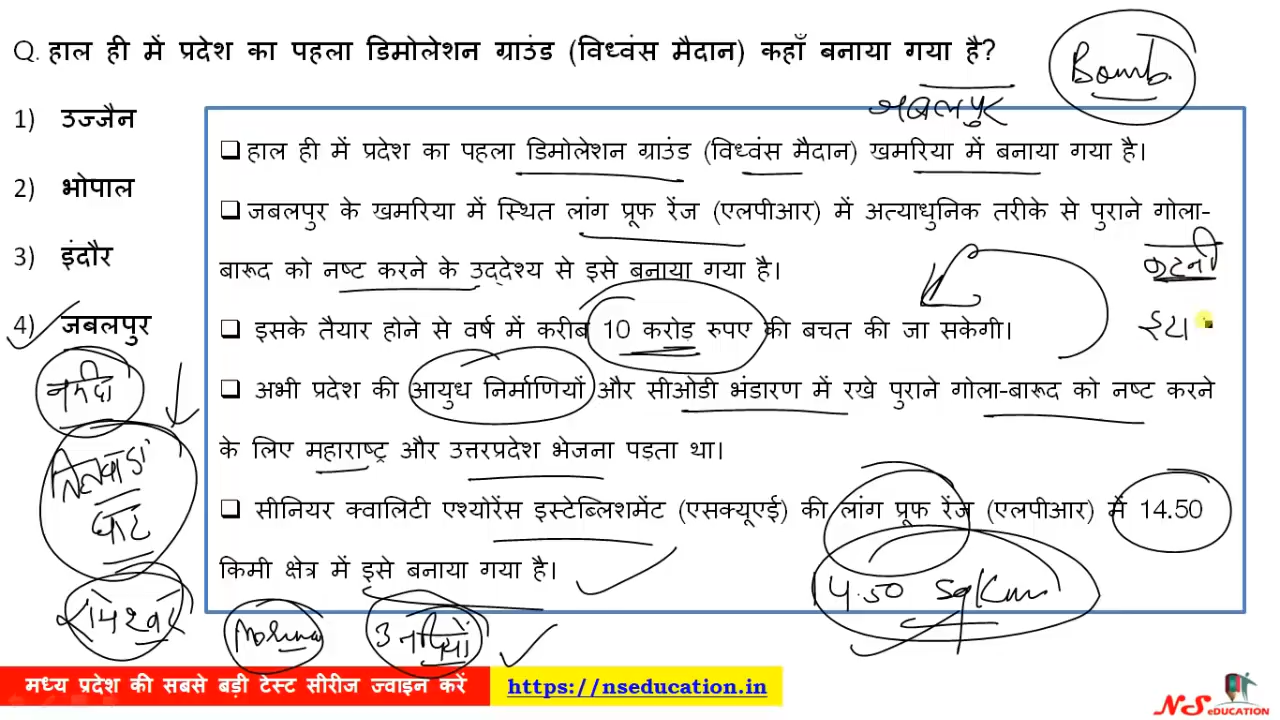 Q. हाल ही में प्रदेश का पहला डिमोलेशन ग्राउंड (विध्वंस मैदान) कहाँ बनाया गया है?
Bomb.
1) उज्जैन
2) भोपाल
3) इंदौर
4) जबलपुर
जबलपुर
❑ हाल ही में प्रदेश का पहला डिमोलेशन ग्राउंड (विध्वंस मैदान) खमरिया में बनाया गया है।
❑ जबलपुर के खमरिया में स्थित लांग प्रूफ रेंज (एलपीआर) में अत्याधुनिक तरीके से पुराने गोला-
बारूद को नष्ट करने के उद्देश्य से इसे बनाया गया है।
❑ इसके तैयार होने से वर्ष में करीब 10 करोड़ रूपए की बचत की जा सकेगी।
❑ अभी प्रदेश की आयुध निर्माणियों और सीओडी भंडारण में रखे पुराने गोला-बारूद को नष्ट करने
के लिए महाराष्ट्र और उत्तरप्रदेश भेजना पड़ता था।
❑ सीनियर क्वालिटी एश्योरेंस इस्टेब्लिशमेंट (एसक्यूएई) की लांग प्रूफ रेंज (एलपीआर) में 14.50
किमी क्षेत्र में इसे बनाया गया है।
कटनी
इटा
नर्मदा
तिलवाडा
घाट
14.50 sqKm
3 नदियों
मध्य प्रदेश की सबसे बड़ी टेस्ट सीरीज ज्वाइन करें
https://nseducation.in
NS EDUCATION